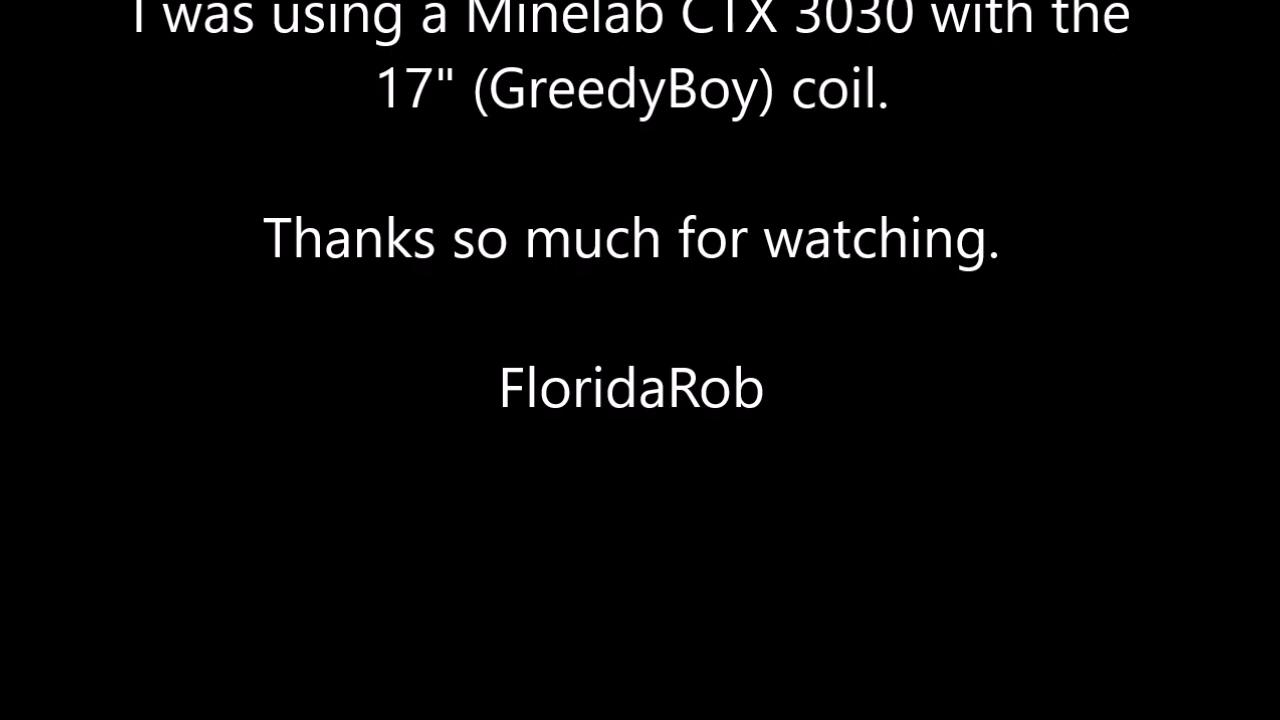 I was using a Minelab CTX 3030 with the
17" (GreedyBoy) coil.
Thanks so much for watching.
FloridaRob